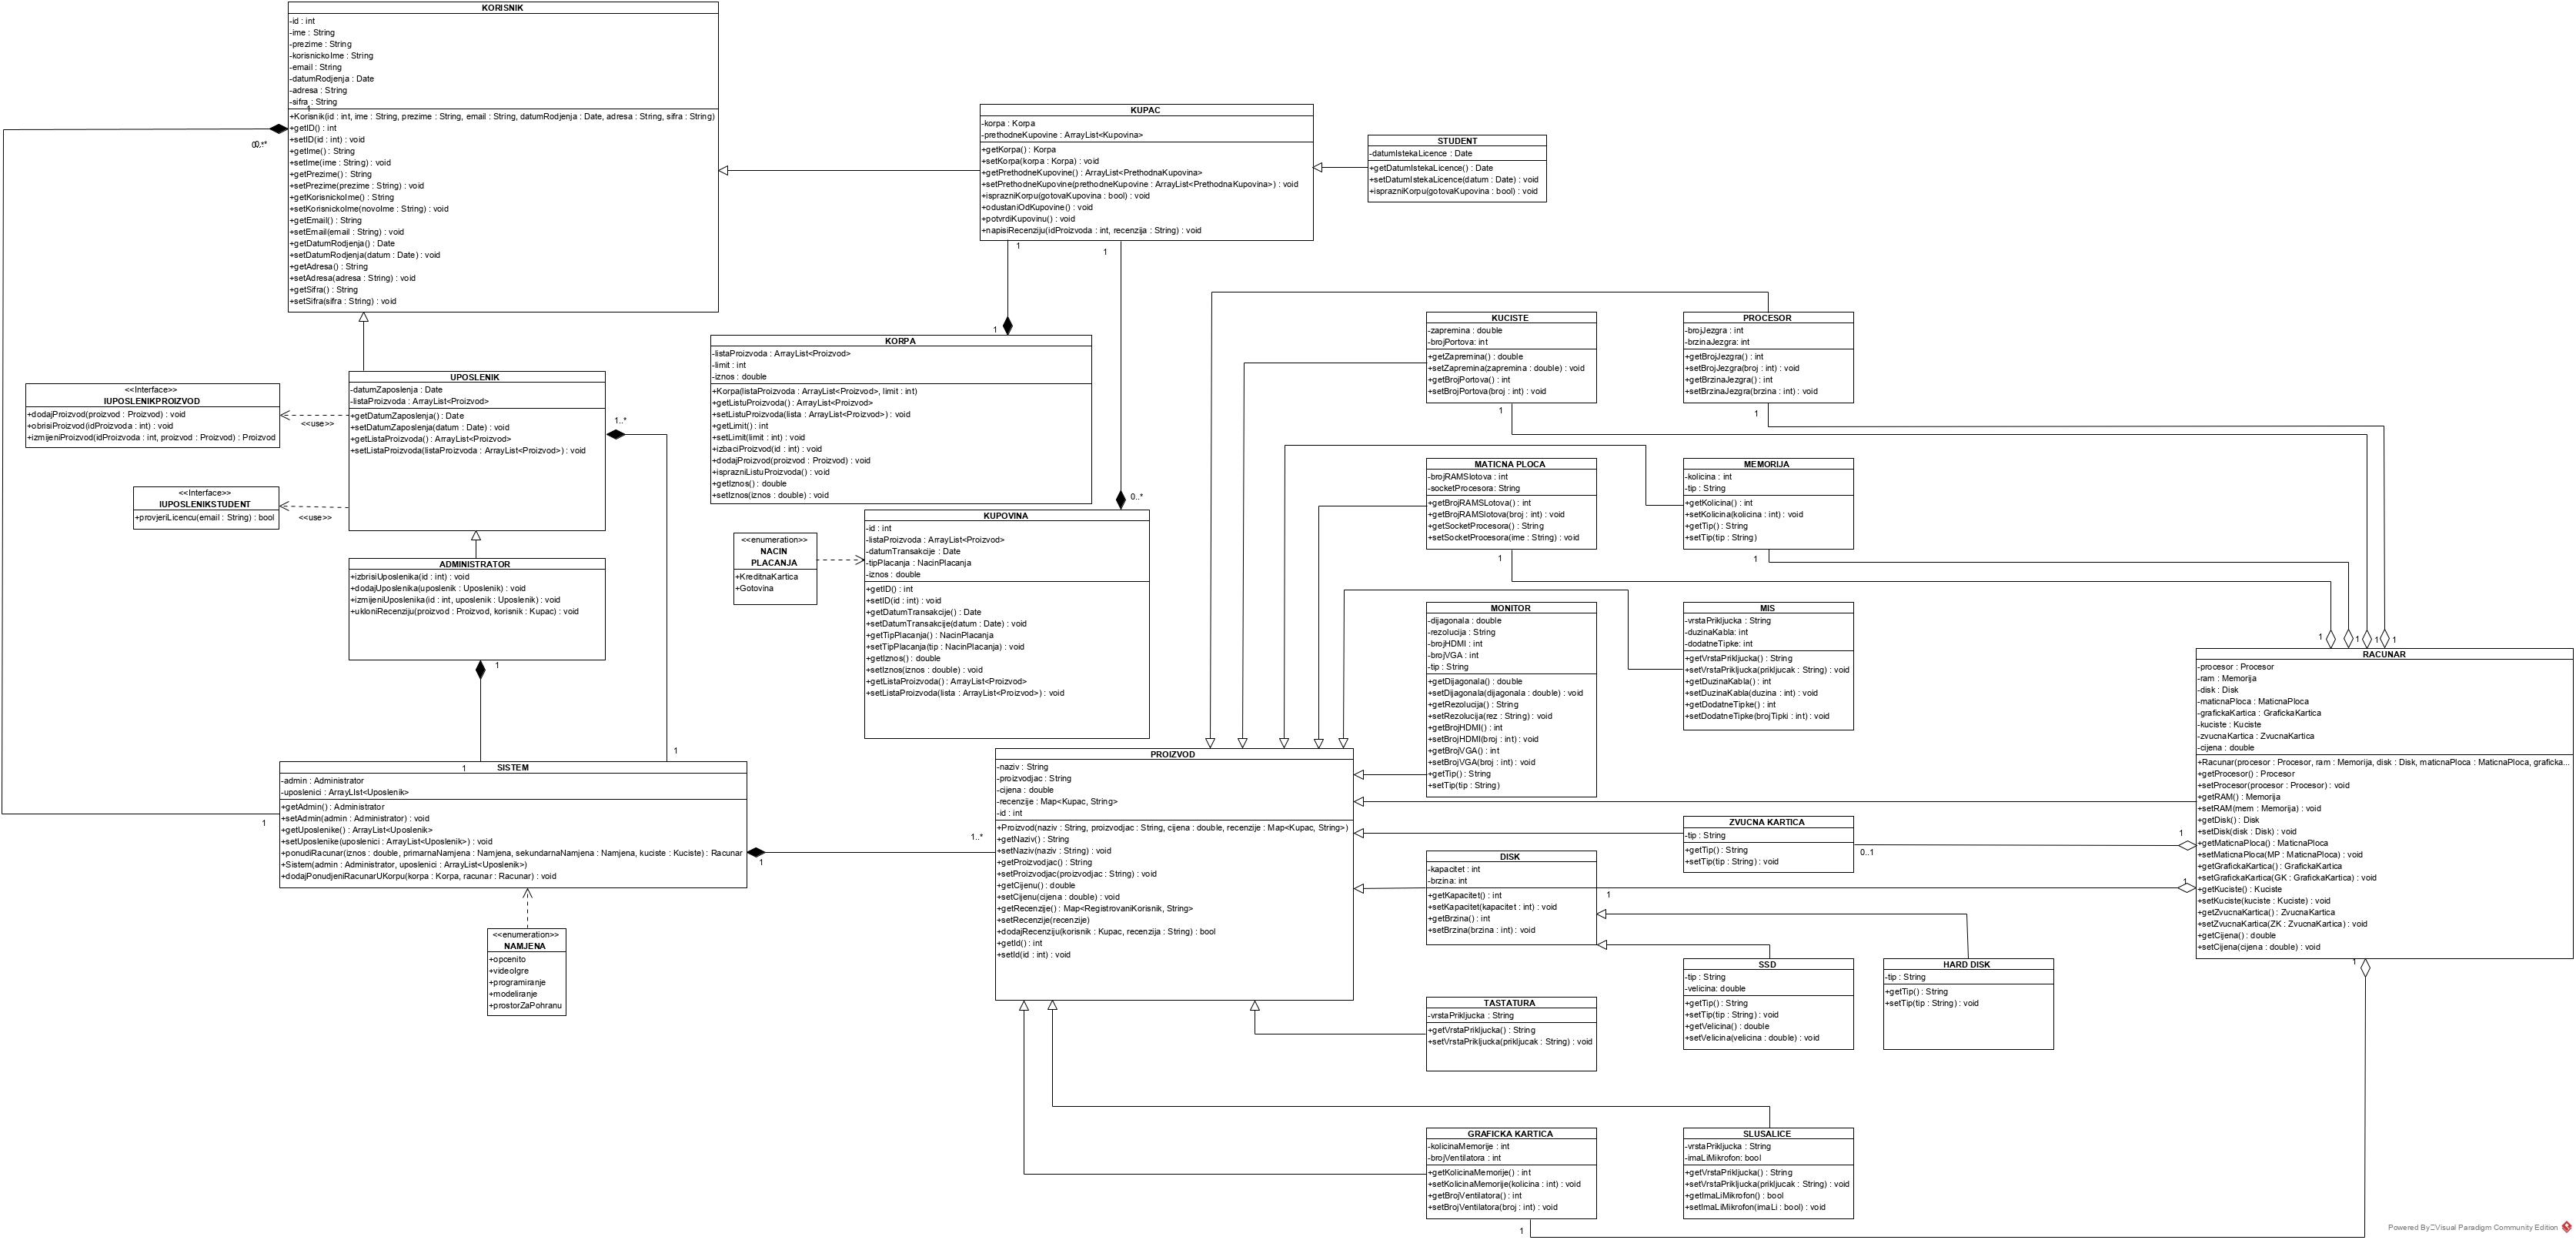 KORISNIK
-id : int
-ime : String
-prezime : String
-korisnickoIme : String
-email : String
-datumRodjenja : Date
-adresa : String
-sifra : String
1
+Korisnik(id : int, ime : String, prezime : String, email : String, datumRodjenja : Date, adresa : String, sifra : String)
+getID() : int
+setID(id : int) : void
+getIme() : String
+setIme(ime : String) : void
+getPrezime() : String
+setPrezime(prezime : String) : void
+getKorisnickoIme() : String
+setKorisnickoIme(novoIme : String) : void
+getEmail() : String
+setEmail(email : String) : void
+getDatumRodjenja() : Date
+setDatumRodjenja(datum : Date) : void
+getAdresa() : String
+setAdresa(adresa : String) : void
+getSifra() : String
+setSifra(sifra : String) : void
KUPAC
-korpa : Korpa
-prethodneKupovine : ArrayList<Kupovina>
+getKorpa() : Korpa
+setKorpa(korpa : Korpa) : void
+getPrethodneKupovine() : ArrayList<PrethodnaKupovina>
+setPrethodneKupovine(prethodneKupovine : ArrayList<PrethodnaKupovina>) : void
+isprazniKorpu(gotovaKupovina : bool) : void
+odustaniOdKupovine() : void
+potvrdiKupovinu() : void
+napisiRecenziju(idProizvoda : int, recenzija : String) : void
1
1
STUDENT
-datumIstekaLicence : Date
+getDatumIstekaLicence() : Date
+setDatumIstekaLicence(datum : Date) : void
+isprazniKorpu(gotovaKupovina : bool) : void
<<Interface>>
IUPOSLENIKPROIZVOD
+dodajProizvod(proizvod : Proizvod) : void
+obrisiProizvod(idProizvoda : int) : void
+izmijeniProizvod(idProizvoda : int, proizvod : Proizvod) : Proizvod
<<use>>
<<Interface>>
IUPOSLENIKSTUDENT
+provjeriLicencu(email : String) : bool
<<use>>
UPOSLENIK
-datumZaposlenja : Date
-listaProizvoda : ArrayList<Proizvod>
+getDatumZaposlenja() : Date
+setDatumZaposlenja(datum : Date) : void
+getListaProizvoda() : ArrayList<Proizvod>
+setListaProizvoda(listaProizvoda : ArrayList<Proizvod>) : void
1..*
ADMINISTRATOR
+izbrisiUposlenika(id : int) : void
+dodajUposlenika(uposlenik : Uposlenik) : void
+izmijeniUposlenika(id : int, uposlenik : Uposlenik) : void
+ukloniRecenziju(proizvod : Proizvod, korisnik : Kupac) : void
1
1
KORPA
1
-listaProizvoda : ArrayList<Proizvod>
-limit : int
-iznos : double
+Korpa(listaProizvoda : ArrayList<Proizvod>, limit : int)
+getListuProizvoda() : ArrayList<Proizvod>
+setListuProizvoda(lista : ArrayList<Proizvod>) : void
+getLimit() : int
+setLimit(limit : int) : void
+izbaciProizvod(id : int) : void
+dodajProizvod(proizvod : Proizvod) : void
+isprazniListuProizvoda() : void
+getIznos() : double
+setIznos(iznos : double) : void
0..*
KUPOVINA
-id : int
-listaProizvoda : ArrayList<Proizvod>
-datumTransakcije : Date
-tipPlacanja : NacinPlacanja
-iznos : double
+getID() : int
+setID(id : int) : void
+getDatumTransakcije() : Date
+setDatumTransakcije(datum : Date) : void
+getTipPlacanja() : NacinPlacanja
+setTipPlacanja(tip : NacinPlacanja) : void
+getIznos() : double
+setIznos(iznos : double) : void
+getListaProizvoda() : ArrayList<Proizvod>
+setListaProizvoda(lista : ArrayList<Proizvod>) : void
<<enumeration>>
NACIN
PLACANJA
+KreditnaKartica
+Gotovina
SISTEM
1
1
-admin : Administrator
-uposlenici : ArrayLIst<Uposlenik>
+getAdmin() : Administrator
+setAdmin(admin : Administrator) : void
+getUposlenike() : ArrayList<Uposlenik>
+setUposlenike(uposlenici : ArrayList<Uposlenik>) : void
+ponudiRacunar(iznos : double, primarnaNamjena : Namjena, sekundarnaNamjena : Namjena, kuciste : Kuciste) : Racunar
+Sistem(admin : Administrator, uposlenici : ArrayList<Uposlenik>)
+dodajPonudjeniRacunarUKorpu(korpa : Korpa, racunar : Racunar) : void
1
1..*
<<enumeration>>
NAMJENA
+opcenito
+videoIgre
+programiranje
+modeliranje
+prostorZaPohranu
PROIZVOD
-naziv : String
-proizvodjac : String
-cijena : double
-recenzije : Map<Kupac, String>
-id : int
+Proizvod(naziv : String, proizvodjac : String, cijena : double, recenzije : Map<Kupac, String>)
+getNaziv() : String
+setNaziv(naziv : String) : void
+getProizvodjac() : String
+setProizvodjac(proizvodjac : String) : void
+getCijenu() : double
+setCijenu(cijena : double) : void
+getRecenzije() : Map<RegistrovaniKorisnik, String>
+setRecenzije(recenzije)
+dodajRecenziju(korisnik : Kupac, recenzija : String) : bool
+getId() : int
+setId(id : int) : void
KUCISTE
-zapremina : double
-brojPortova: int
+getZapremina() : double
+setZapremina(zapremina : double) : void
+getBrojPortova() : int
+setBrojPortova(broj : int) : void
1
PROCESOR
-brojJezgra : int
-brzinaJezgra: int
+getBrojJezgra() : int
+setBrojJezgra(broj : int) : void
+getBrzinaJezgra() : int
+setBrzinaJezgra(brzina : int) : void
1
MATICNA PLOCA
-brojRAMSlotova : int
-socketProcesora: String
+getBrojRAMSLotova() : int
+getBrojRAMSlotova(broj : int) : void
+getSocketProcesora() : String
+setSocketProcesora(ime : String) : void
1
MEMORIJA
-kolicina : int
-tip : String
+getKolicina() : int
+setKolicina(kolicina : int) : void
+getTip() : String
+setTip(tip : String)
1
MONITOR
-dijagonala : double
-rezolucija : String
-brojHDMI : int
-brojVGA : int
-tip : String
+getDijagonala() : double
+setDijagonala(dijagonala : double) : void
+getRezolucija() : String
+setRezolucija(rez : String) : void
+getBrojHDMI() : int
+setBrojHDMI(broj : int) : void
+getBrojVGA() : int
+setBrojVGA(broj : int) : void
+getTip() : String
+setTip(tip : String)
MIS
-vrstaPrikljucka : String
-duzinaKabla: int
-dodatneTipke: int
+getVrstaPrikljucka() : String
+setVrstaPrikljucka(prikljucak : String) : void
+getDuzinaKabla() : int
+setDuzinaKabla(duzina : int) : void
+getDodatneTipke() : int
+setDodatneTipke(brojTipki : int) : void
ZVUCNA KARTICA
-tip : String
+getTip() : String
+setTip(tip : String) : void
0..1
DISK
-kapacitet : int
-brzina: int
+getKapacitet() : int
+setKapacitet(kapacitet : int) : void
+getBrzina() : int
+setBrzina(brzina : int) : void
1
SSD
-tip : String
-velicina: double
+getTip() : String
+setTip(tip : String) : void
+getVelicina() : double
+setVelicina(velicina : double) : void
HARD DISK
-tip : String
+getTip() : String
+setTip(tip : String) : void
TASTATURA
-vrstaPrikljucka : String
+getVrstaPrikljucka() : String
+setVrstaPrikljucka(prikljucak : String) : void
GRAFICKA KARTICA
-kolicinaMemorije : int
-brojVentilatora : int
+getKolicinaMemorije() : int
+setKolicinaMemorije(kolicina : int) : void
+getBrojVentilatora() : int
+setBrojVentilatora(broj : int) : void
1
SLUSALICE
-vrstaPrikljucka : String
-imaLiMikrofon: bool
+getVrstaPrikljucka() : String
+setVrstaPrikljucka(prikljucak : String) : void
+getImaLiMikrofon() : bool
+setImaLiMikrofon(imaLi : bool) : void
1
1
1
1
RACUNAR
-procesor : Procesor
-ram : Memorija
-disk : Disk
-maticnaPloca : MaticnaPloca
-grafickaKartica : GrafickaKartica
-kuciste : Kuciste
-zvucnaKartica : ZvucnaKartica
-cijena : double
+Racunar(procesor : Procesor, ram : Memorija, disk : Disk, maticnaPloca : MaticnaPloca, graficka...
+getProcesor() : Procesor
+setProcesor(procesor : Procesor) : void
+getRAM() : Memorija
+setRAM(mem : Memorija) : void
+getDisk() : Disk
+setDisk(disk : Disk) : void
+getMaticnaPloca() : MaticnaPloca
+setMaticnaPloca(MP : MaticnaPloca) : void
+getGrafickaKartica() : GrafickaKartica
+setGrafickaKartica(GK : GrafickaKartica) : void
+getKuciste() : Kuciste
+setKuciste(kuciste : Kuciste) : void
+getZvucnaKartica() : ZvucnaKartica
+setZvucnaKartica(ZK : ZvucnaKartica) : void
+getCijena() : double
+setCijena(cijena : double) : void
1
1
1
Visual Paradigm Community Edition